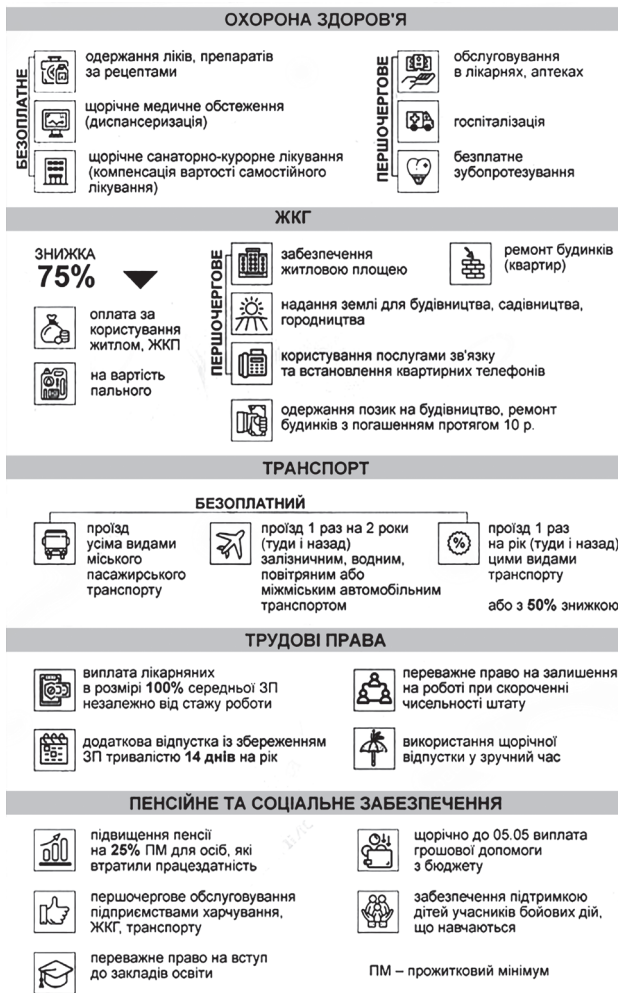 ОХОРОНА ЗДОРОВ'Я
БЕЗОПЛАТНЕ
одержання ліків, препаратів
за рецептами
щорічне медичне обстеження
(диспансеризація)
щорічне санаторно-курорне лікування
(компенсація вартості самостійного
лікування)
ПЕРШОЧЕРГОВЕ
обслуговування
в лікарнях, аптеках
госпіталізація
безплатне
зубопротезування
ЖКГ
ЗНИЖКА
75%
оплата за
користування
житлом, ЖКП
на вартість
пального
ПЕРШОЧЕРГОВЕ
забезпечення
житловою площею
ремонт будинків
(квартир)
надання землі для будівництва, садівництва,
городництва
користування послугами зв'язку
та встановлення квартирних телефонів
одержання позик на будівництво, ремонт
будинків з погашенням протягом 10 р.
ТРАНСПОРТ
БЕЗОПЛАТНИЙ
проїзд
усіма видами
міського
пасажирського
транспорту
проїзд 1 раз на 2 роки
(туди і назад)
залізничним, водним,
повітряним або
міжміським автомобільним
транспортом
проїзд 1 раз
на рік (туди і назад)
цими видами
транспорту
або з 50% знижкою
ТРУДОВІ ПРАВА
виплата лікарняних
в розмірі 100% середньої ЗП
незалежно від стажу роботи
переважне право на залишення
на роботі при скороченні
чисельності штату
додаткова відпустка із збереженням
ЗП тривалістю 14 днів на рік
використання щорічної
відпустки у зручний час
ПЕНСІЙНЕ ТА СОЦІАЛЬНЕ ЗАБЕЗПЕЧЕННЯ
підвищення пенсії
на 25% ПМ для осіб, які
втратили працездатність
щорічно до 05.05 виплата
грошової допомоги
з бюджету
першочергове обслуговування
підприємствами харчування,
ЖКГ, транспорту
забезпечення підтримкою
дітей учасників бойових дій,
що навчаються
переважне право на вступ
до закладів освіти
ПМ – прожитковий мінімум